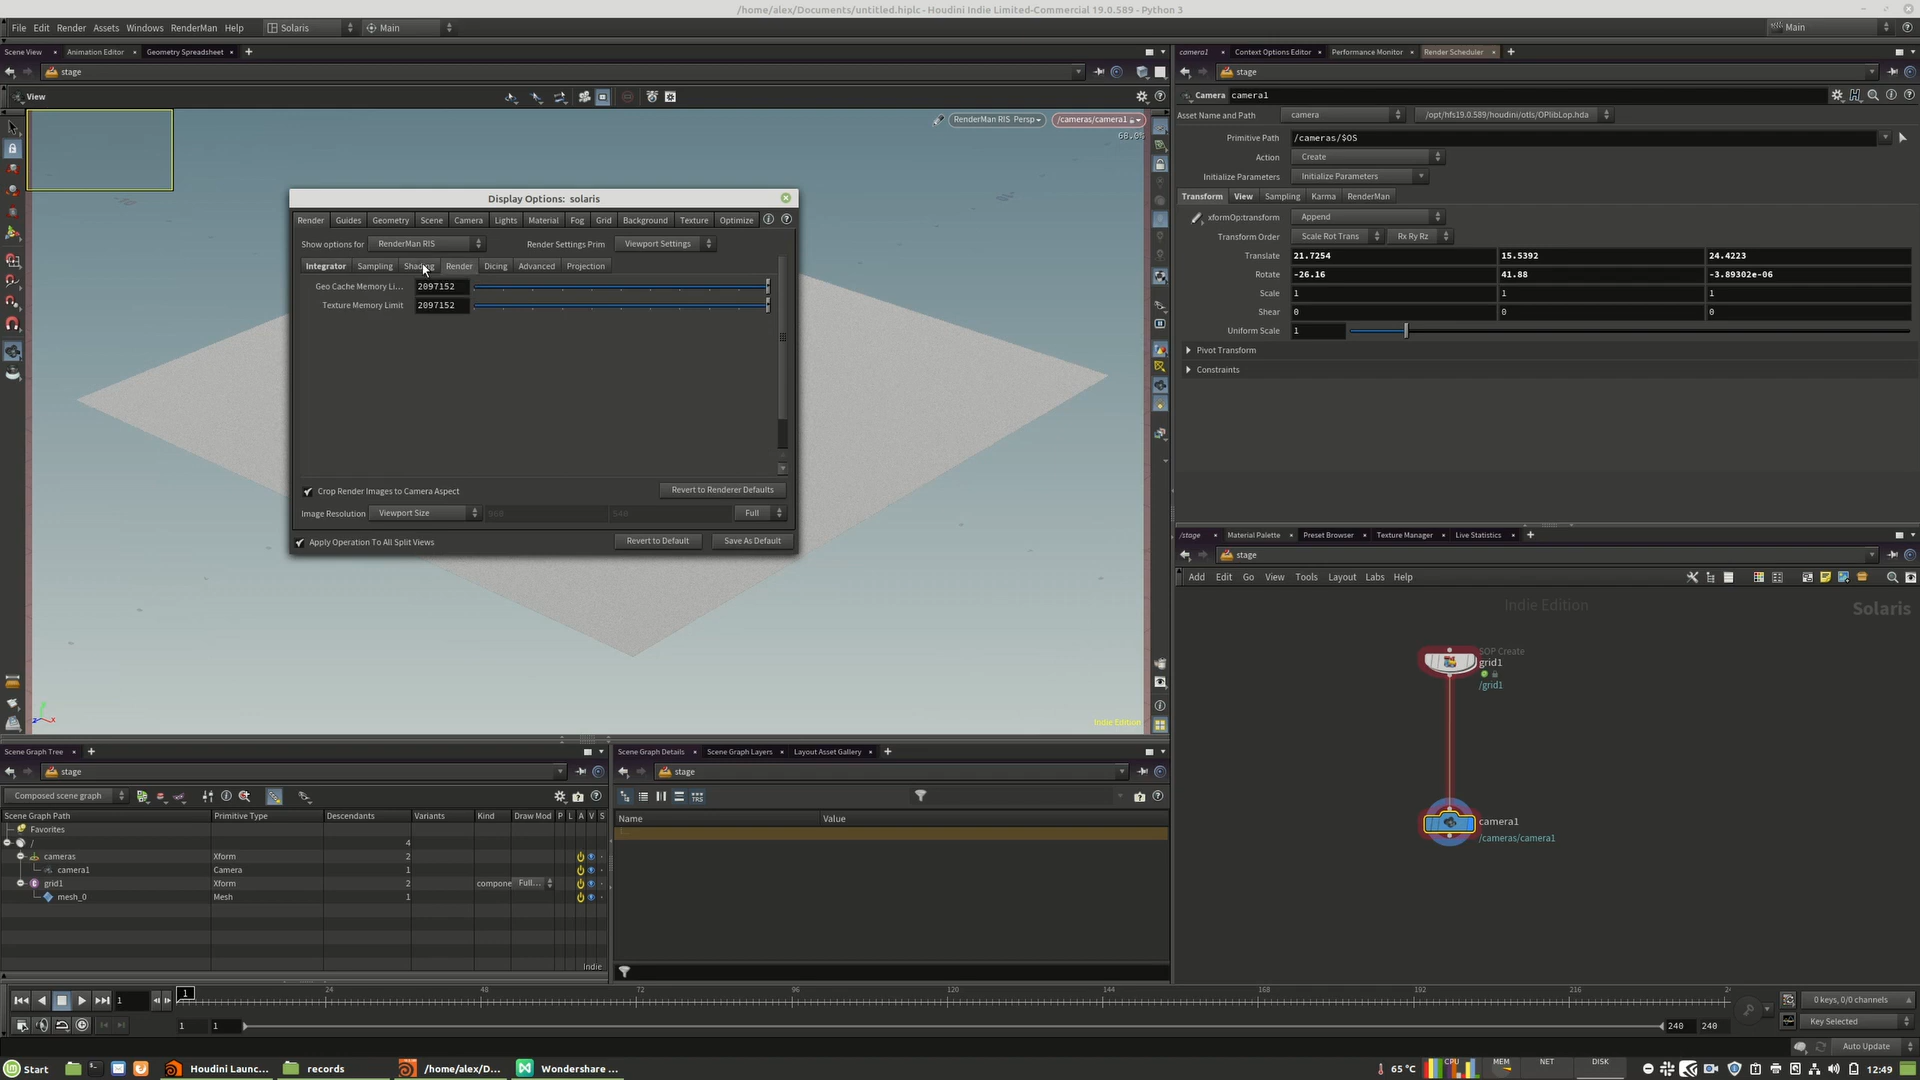 /home/alex/Documents/untitled.hiplc - Houdini Indie Limited-Commercial 19.0.589 - Python 3
File Edit Render Assets Windows RenderMan Help Solaris Main Main
Scene View Animation Editor Geometry Spreadsheet
stage
View
RenderMan RIS Persp /cameras/camera1
68.0%
Display Options: solaris
Render Guides Geometry Scene Camera Lights Material Fog Grid Background Texture Optimize
Show options for RenderMan RIS Render Settings Prim Viewport Settings
Integrator Sampling Shading Render Dicing Advanced Projection
Geo Cache Memory Li... 2097152
Texture Memory Limit 2097152
Crop Render Images to Camera Aspect Revert to Renderer Defaults
Image Resolution Viewport Size 960 540 Full
Apply Operation To All Split Views Revert to Default Save As Default
Indie Edition
camera1 Context Options Editor Performance Monitor Render Scheduler
stage
Camera camera1
Asset Name and Path camera /opt/hfs19.0.589/houdini/otls/OPlibLop.hda
Primitive Path /cameras/$OS
Action Create
Initialize Parameters Initialize Parameters
Transform View Sampling Karma RenderMan
xformOp:transform Append
Transform Order Scale Rot Trans Rx Ry Rz
Translate 21.7254 15.5392 24.4223
Rotate -26.16 41.88 -3.89302e-06
Scale 1 1 1
Shear 0 0 0
Uniform Scale 1
Pivot Transform
Constraints
/stage Material Palette Preset Browser Texture Manager Live Statistics
stage
Add Edit Go View Tools Layout Labs Help
Indie Edition Solaris
SOP Create
grid1
/grid1
camera1
/cameras/camera1
Scene Graph Tree
stage
Composed scene graph
Scene Graph Path Primitive Type Descendants Variants Kind Draw Mod P L A V S
Favorites
/ 4
cameras Xform 2
camera1 Camera 1
grid1 Xform 2 compone Full...
mesh_0 Mesh 1
Indie
Scene Graph Details Scene Graph Layers Layout Asset Gallery
stage
Name Value
1 1 24 48 72 96 120 144 168 192 216
0 keys, 0/0 channels
1 1 240 240 Key Selected
Auto Update
Start records Houdini Launc... /home/alex/D... Wondershare ... 65 °C CPU MEM NET DISK 12:49